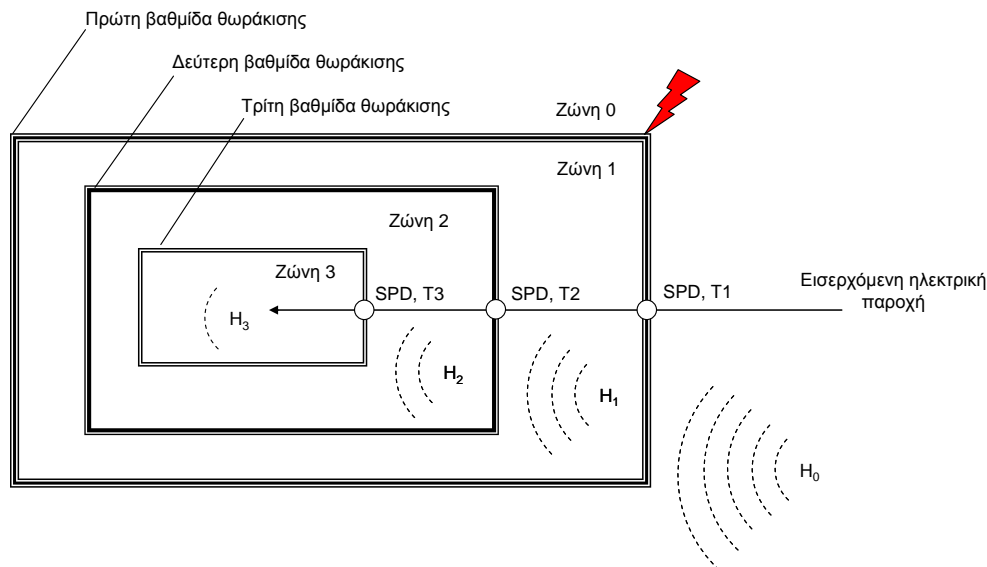 Πρώτη βαθμίδα θωράκισης
Δεύτερη βαθμίδα θωράκισης
Τρίτη βαθμίδα θωράκισης
Ζώνη 0
Ζώνη 1
Ζώνη 2
Ζώνη 3
SPD, T3
SPD, T2
SPD, T1
Εισερχόμενη ηλεκτρική
παροχή
H3
H2
H1
H0